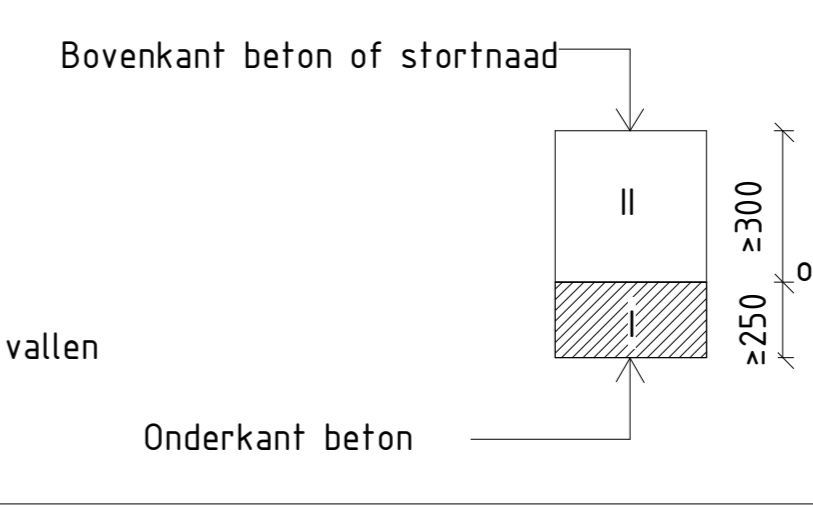 Bovenkant beton of stortnaad
II
≥300
o
I
≥250
vallen
Onderkant beton